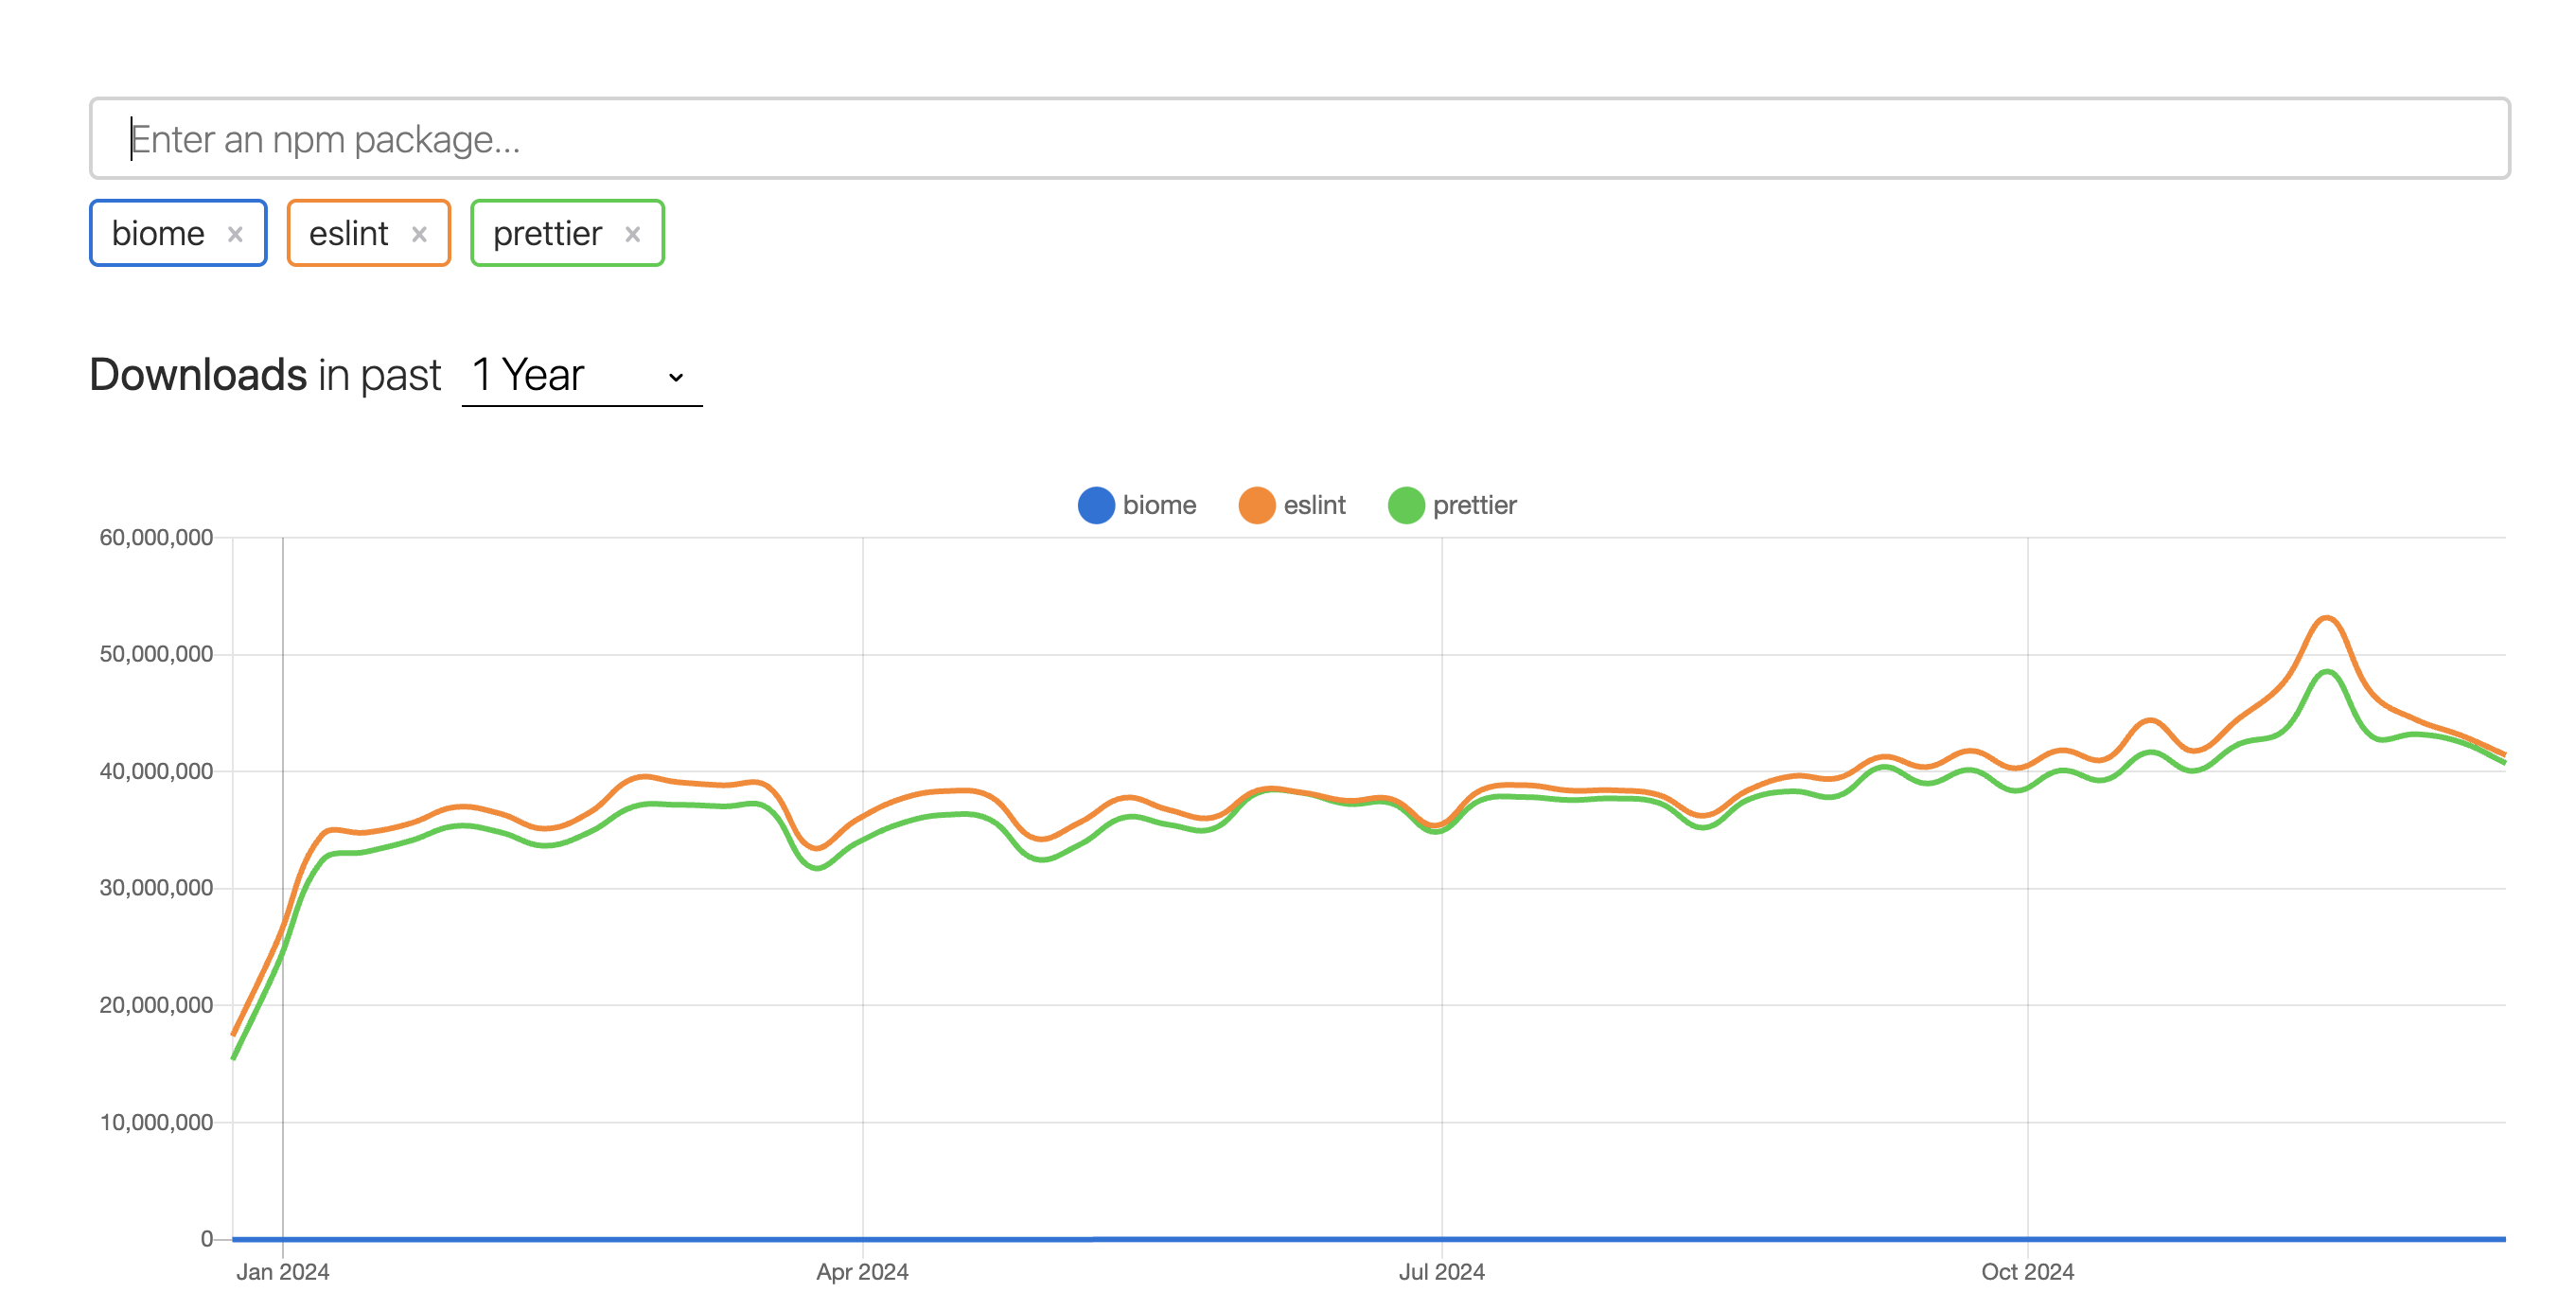 Enter an npm package...
biome × eslint × prettier ×
Downloads in past 1 Year
biome eslint prettier
60,000,000
50,000,000
40,000,000
30,000,000
20,000,000
10,000,000
0
Jan 2024 Apr 2024 Jul 2024 Oct 2024